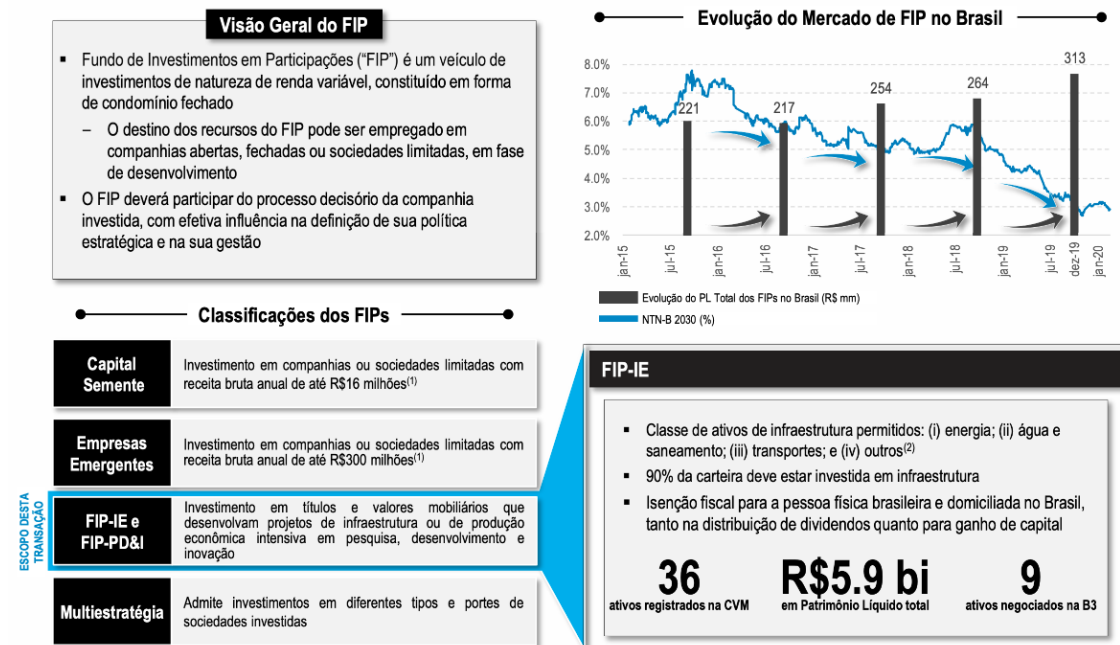 Visão Geral do FIP
▪ Fundo de Investimentos em Participações (“FIP”) é um veículo de
investimentos de natureza de renda variável, constituído em forma
de condomínio fechado
– O destino dos recursos do FIP pode ser empregado em
companhias abertas, fechadas ou sociedades limitadas, em fase
de desenvolvimento
▪ O FIP deverá participar do processo decisório da companhia
investida, com efetiva influência na definição de sua política
estratégica e na sua gestão
Evolução do Mercado de FIP no Brasil
8.0%
7.0%
6.0%
5.0%
4.0%
3.0%
2.0%
221
217
254
264
313
jan-15
jul-15
jan-16
jul-16
jan-17
jul-17
jan-18
jul-18
jan-19
jul-19
dez-19
jan-20
Evolução do PL Total dos FIPs no Brasil (R$ mm)
NTN-B 2030 (%)
Classificações dos FIPs
Capital
Semente
Investimento em companhias ou sociedades limitadas com
receita bruta anual de até R$16 milhões(1)
Empresas
Emergentes
Investimento em companhias ou sociedades limitadas com
receita bruta anual de até R$300 milhões(1)
ESCOPO DESTA
TRANSAÇÃO
FIP-IE e
FIP-PD&I
Investimento em títulos e valores mobiliários que
desenvolvam projetos de infraestrutura ou de produção
econômica intensiva em pesquisa, desenvolvimento e
inovação
Multiestratégia
Admite investimentos em diferentes tipos e portes de
sociedades investidas
FIP-IE
▪ Classe de ativos de infraestrutura permitidos: (i) energia; (ii) água e
saneamento; (iii) transportes; e (iv) outros(2)
▪ 90% da carteira deve estar investida em infraestrutura
▪ Isenção fiscal para a pessoa física brasileira e domiciliada no Brasil,
tanto na distribuição de dividendos quanto para ganho de capital
36
ativos registrados na CVM
R$5.9 bi
em Patrimônio Líquido total
9
ativos negociados na B3